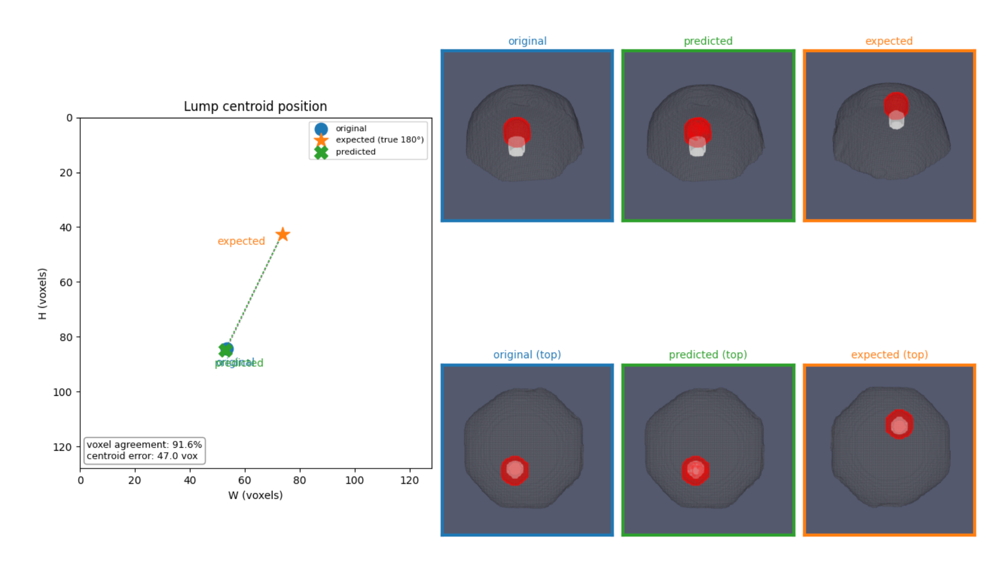 original
predicted
expected
Lump centroid position
0
original
expected (true 180°)
predicted
20
40
expected
60
H (voxels)
80
original
predicted
original (top)
predicted (top)
expected (top)
100
120
voxel agreement: 91.6%
centroid error: 47.0 vox
0 20 40 60 80 100 120
W (voxels)